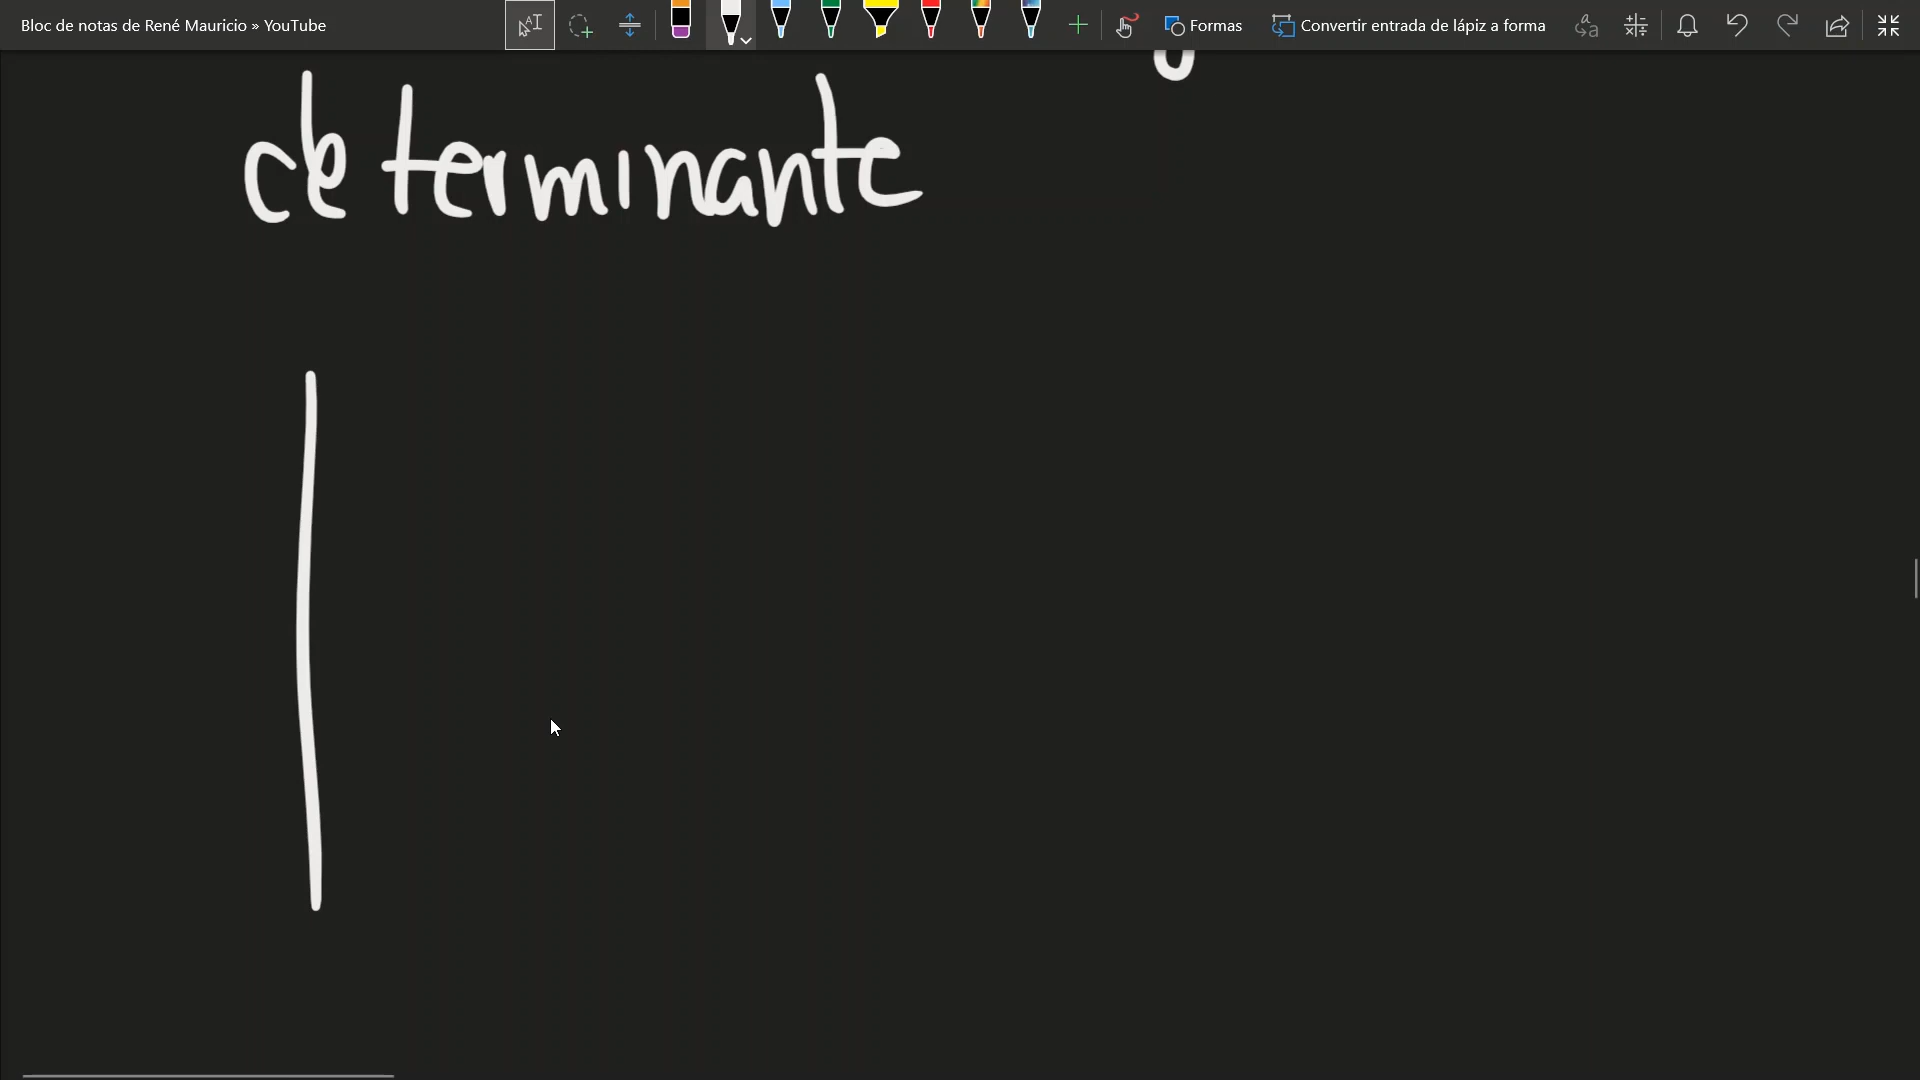 Bloc de notas de René Mauricio » YouTube
Formas
Convertir entrada de lápiz a forma
determinante